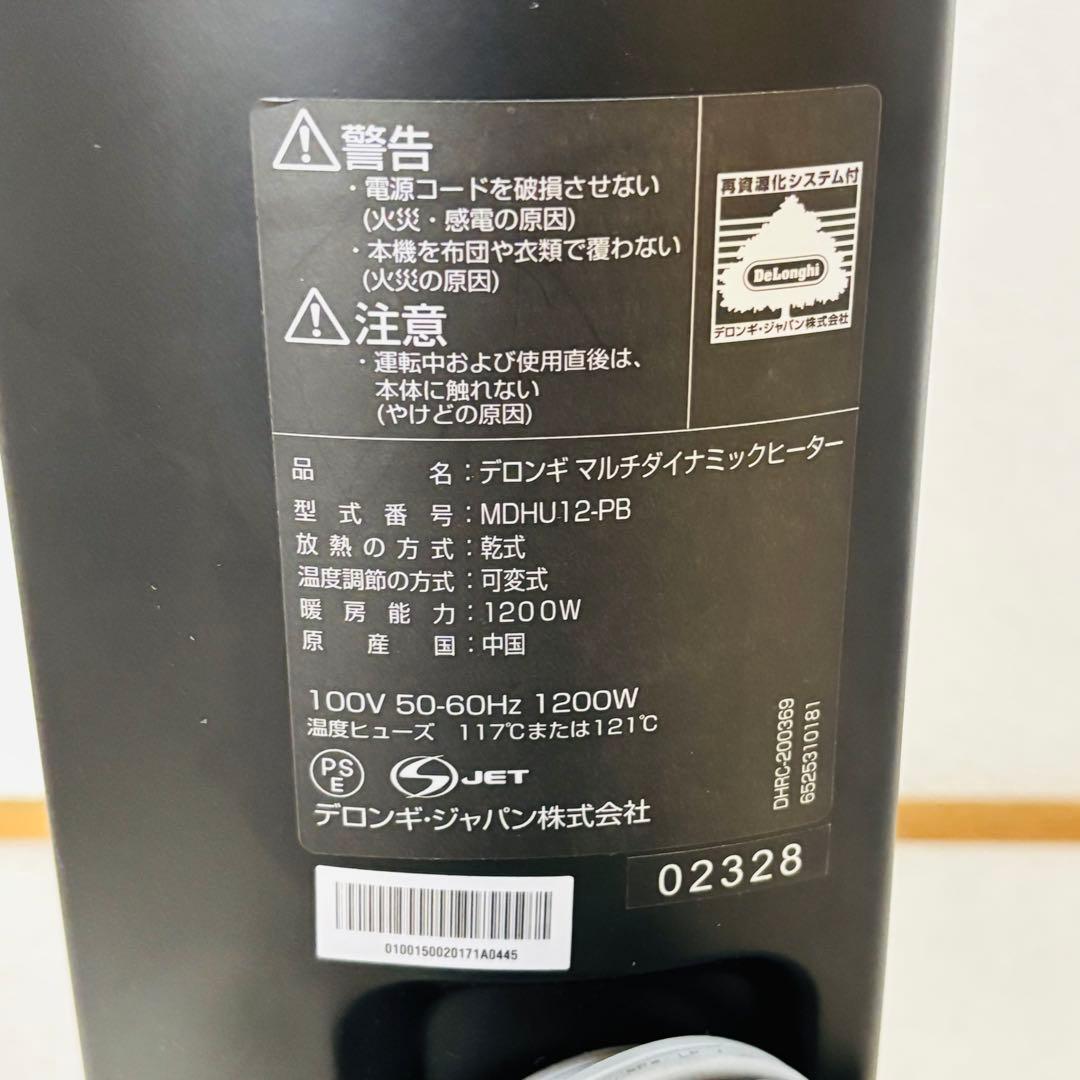 警告
・電源コードを破損させない
(火災・感電の原因)
・本機を布団や衣類で覆わない
(火災の原因)
注意
・運転中および使用直後は、
本体に触れない
(やけどの原因)
再資源化システム付
DeLonghi
デロンギ・ジャパン株式会社
品名：デロンギ マルチダイナミックヒーター
型式番号：MDHU12-PB
放熱の方式：乾式
温度調節の方式：可変式
暖房能力：1200W
原産国：中国
100V 50-60Hz 1200W
温度ヒューズ 117℃または121℃
PSE
JET
デロンギ・ジャパン株式会社
DHRC-200369
6525310181
02328
0100150020171A0445